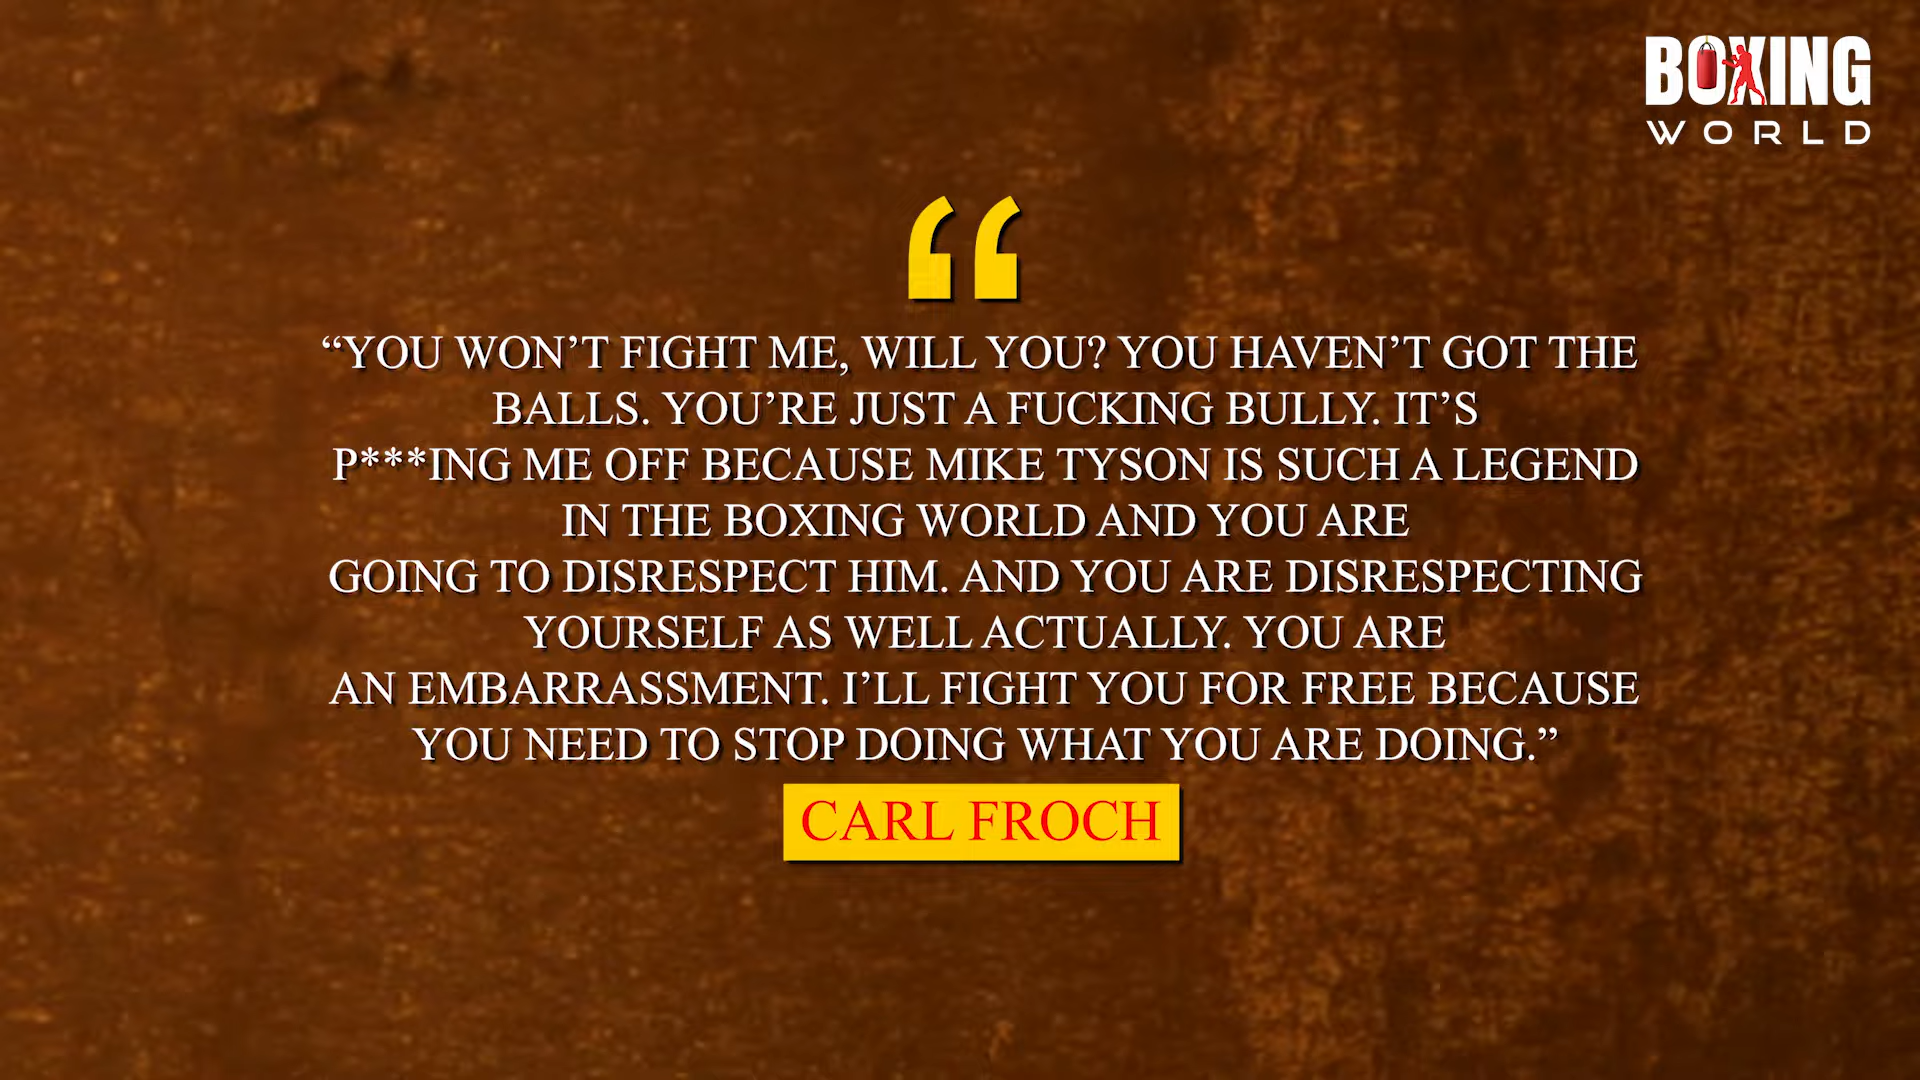 BOXING
WORLD
“
“YOU WON’T FIGHT ME, WILL YOU? YOU HAVEN’T GOT THE
BALLS. YOU’RE JUST A FUCKING BULLY. IT’S
P***ING ME OFF BECAUSE MIKE TYSON IS SUCH A LEGEND
IN THE BOXING WORLD AND YOU ARE
GOING TO DISRESPECT HIM. AND YOU ARE DISRESPECTING
YOURSELF AS WELL ACTUALLY. YOU ARE
AN EMBARRASSMENT. I’LL FIGHT YOU FOR FREE BECAUSE
YOU NEED TO STOP DOING WHAT YOU ARE DOING.”
CARL FROCH